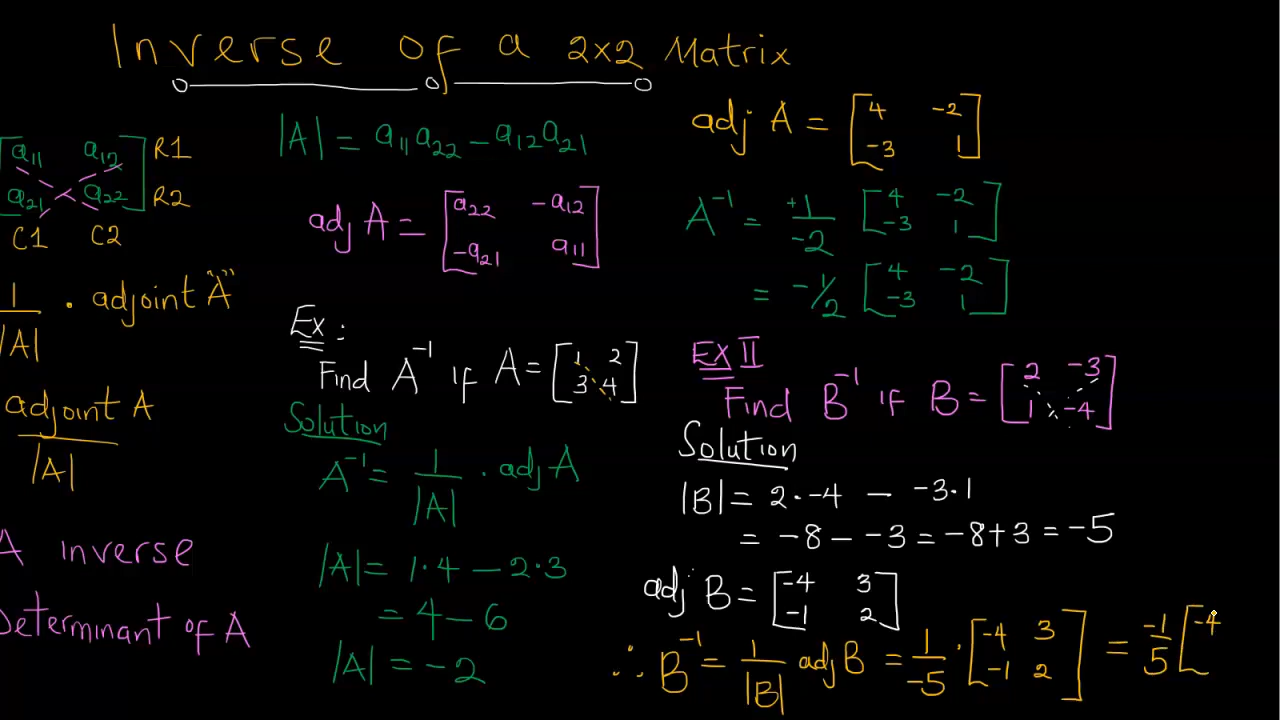 Inverse of a 2x2 Matrix
[a11 a12] R1
[a21 a22] R2
C1 C2
1/|A| . adjoint "A"
adjoint A
|A|
A inverse
Determinant of A
|A| = a11 a22 - a12 a21
adj A = [a22 -a12
-a21 a11]
Ex:
Find A^-1 if A = [1 2
3 4]
Solution
A^-1 = 1/|A| . adj A
|A| = 1·4 - 2·3
= 4 - 6
|A| = -2
adj A = [4 -2
-3 1]
A^-1 = +1/-2 [4 -2
-3 1]
= -1/2 [4 -2
-3 1]
EX II
Find B^-1 if B = [2 -3
1 -4]
Solution
|B| = 2·-4 - -3·1
= -8 - -3 = -8+3 = -5
adj B = [-4 3
-1 2]
∴ B^-1 = 1/|B| adj B = 1/-5 · [-4 3
-1 2] = -1/5 [-4